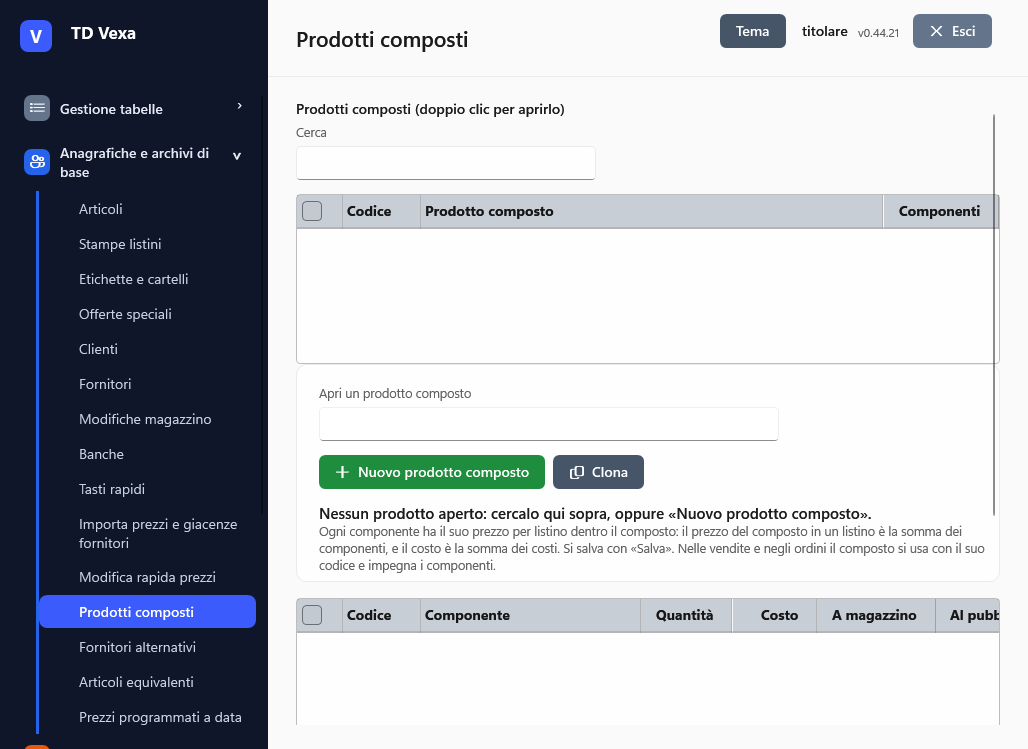 V
TD Vexa
Gestione tabelle
Anagrafiche e archivi di
base
Articoli
Stampe listini
Etichette e cartelli
Offerte speciali
Clienti
Fornitori
Modifiche magazzino
Banche
Tasti rapidi
Importa prezzi e giacenze
fornitori
Modifica rapida prezzi
Prodotti composti
Fornitori alternativi
Articoli equivalenti
Prezzi programmati a data
Prodotti composti
Tema
titolare
v0.44.21
Esci
Prodotti composti (doppio clic per aprirlo)
Cerca
Codice Prodotto composto Componenti
Apri un prodotto composto
Nuovo prodotto composto
Clona
Nessun prodotto aperto: cercalo qui sopra, oppure «Nuovo prodotto composto».
Ogni componente ha il suo prezzo per listino dentro il composto: il prezzo del composto in un listino è la somma dei
componenti, e il costo è la somma dei costi. Si salva con «Salva». Nelle vendite e negli ordini il composto si usa con il suo
codice e impegna i componenti.
Codice Componente Quantità Costo A magazzino Al pubb